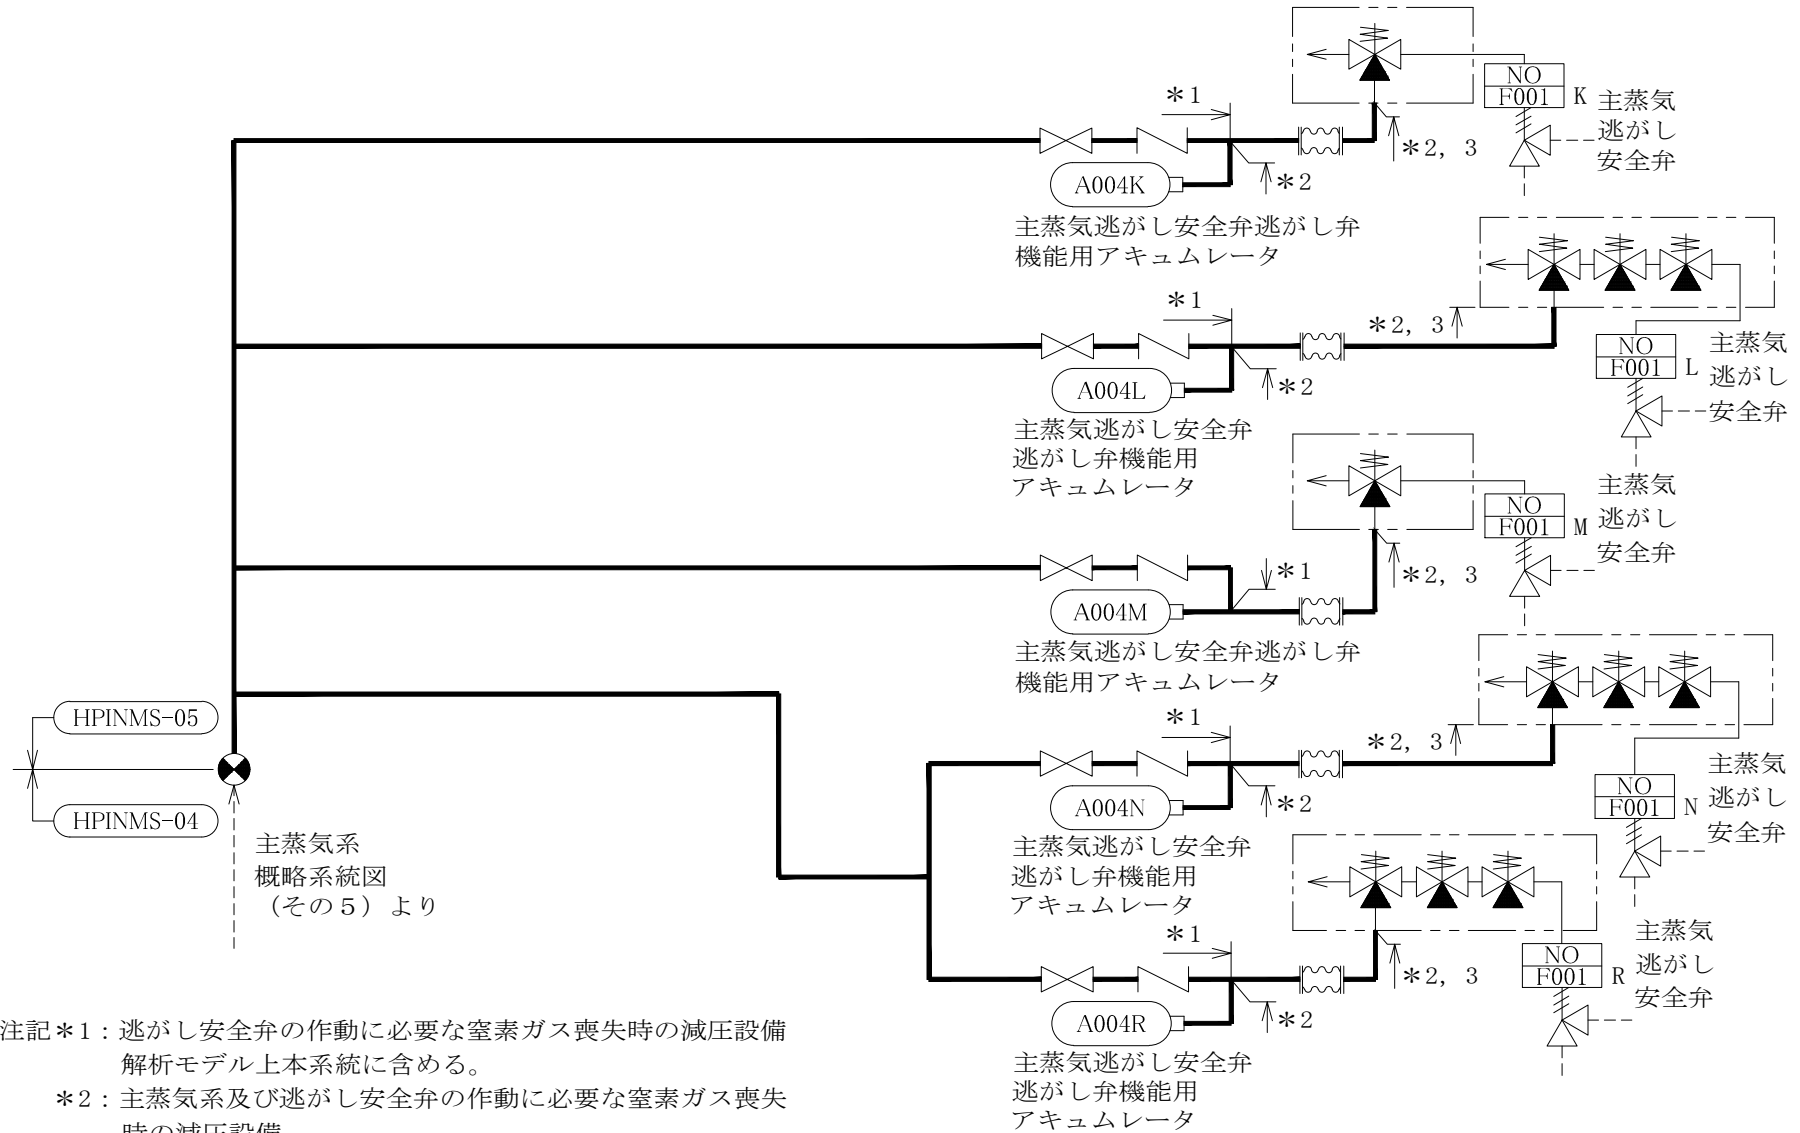 ＊1
NO
F001 K
主蒸気
逃がし
安全弁
＊2, 3
A004K
＊2
主蒸気逃がし安全弁逃がし弁
機能用アキュムレータ
＊1
＊2, 3
NO
F001 L
主蒸気
逃がし
安全弁
A004L
＊2
主蒸気逃がし安全弁
逃がし弁機能用
アキュムレータ
NO
F001 M
主蒸気
逃がし
安全弁
＊1
＊2, 3
A004M
主蒸気逃がし安全弁逃がし弁
機能用アキュムレータ
HPINMS-05
HPINMS-04
主蒸気系
概略系統図
（その５）より
＊1
＊2, 3
NO
F001 N
主蒸気
逃がし
安全弁
A004N
＊2
主蒸気逃がし安全弁
逃がし弁機能用
アキュムレータ
＊1
＊2, 3
NO
F001 R
主蒸気
逃がし
安全弁
A004R
＊2
主蒸気逃がし安全弁
逃がし弁機能用
アキュムレータ
注記＊1：逃がし安全弁の作動に必要な窒素ガス喪失時の減圧設備
解析モデル上本系統に含める。
＊2：主蒸気系及び逃がし安全弁の作動に必要な窒素ガス喪失
時の減圧設備